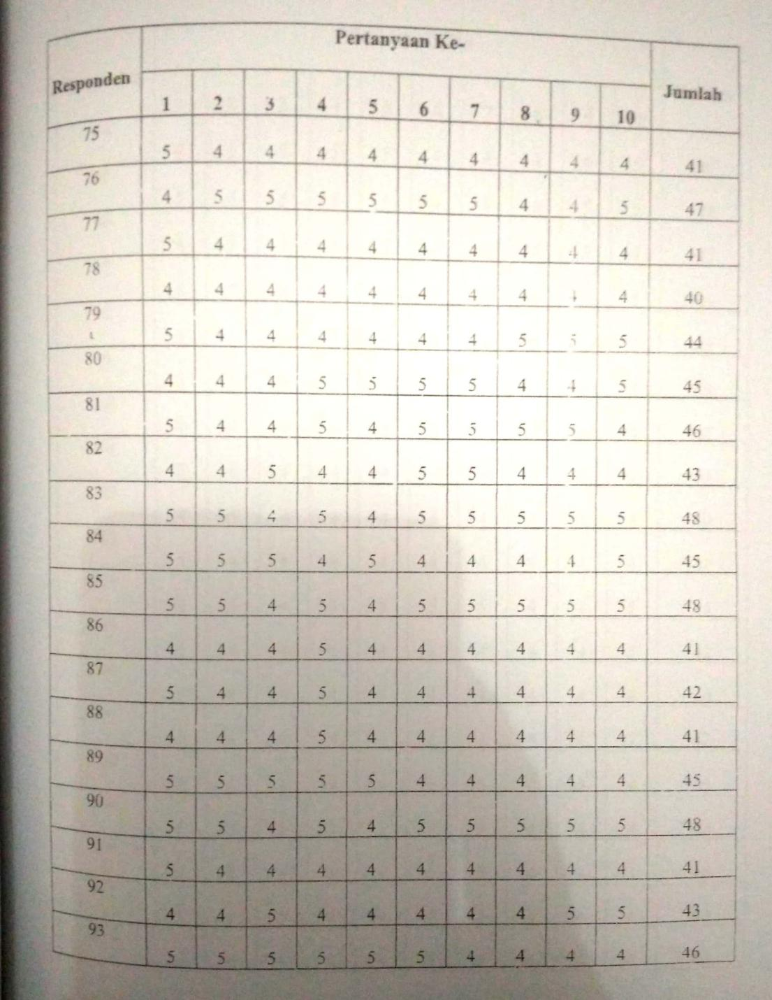 Pertanyaan Ke-
Responden Jumlah
1 2 3 4 5 6 7 8 9 10
75 5 4 4 4 4 4 4 4 4 4 41
76 4 5 5 5 5 5 5 4 4 5 47
77 5 4 4 4 4 4 4 4 4 4 41
78 4 4 4 4 4 4 4 4 4 40
79 5 4 4 4 4 4 4 5 5 5 44
80 4 4 4 5 5 5 5 4 4 5 45
81 5 4 4 5 4 5 5 5 5 4 46
82 4 4 5 4 4 5 5 4 4 4 43
83 5 5 4 5 4 5 5 5 5 5 48
84 5 5 5 4 5 4 4 4 4 5 45
85 5 5 4 5 4 5 5 5 5 5 48
86 4 4 4 5 4 4 4 4 4 4 41
87 5 4 4 5 4 4 4 4 4 4 42
88 4 4 4 5 4 4 4 4 4 4 41
89 5 5 5 5 5 4 4 4 4 4 45
90 5 5 4 5 4 5 5 5 5 5 48
91 5 4 4 4 4 4 4 4 4 4 41
92 4 4 5 4 4 4 4 4 5 5 43
93 5 5 5 5 5 5 4 4 4 4 46